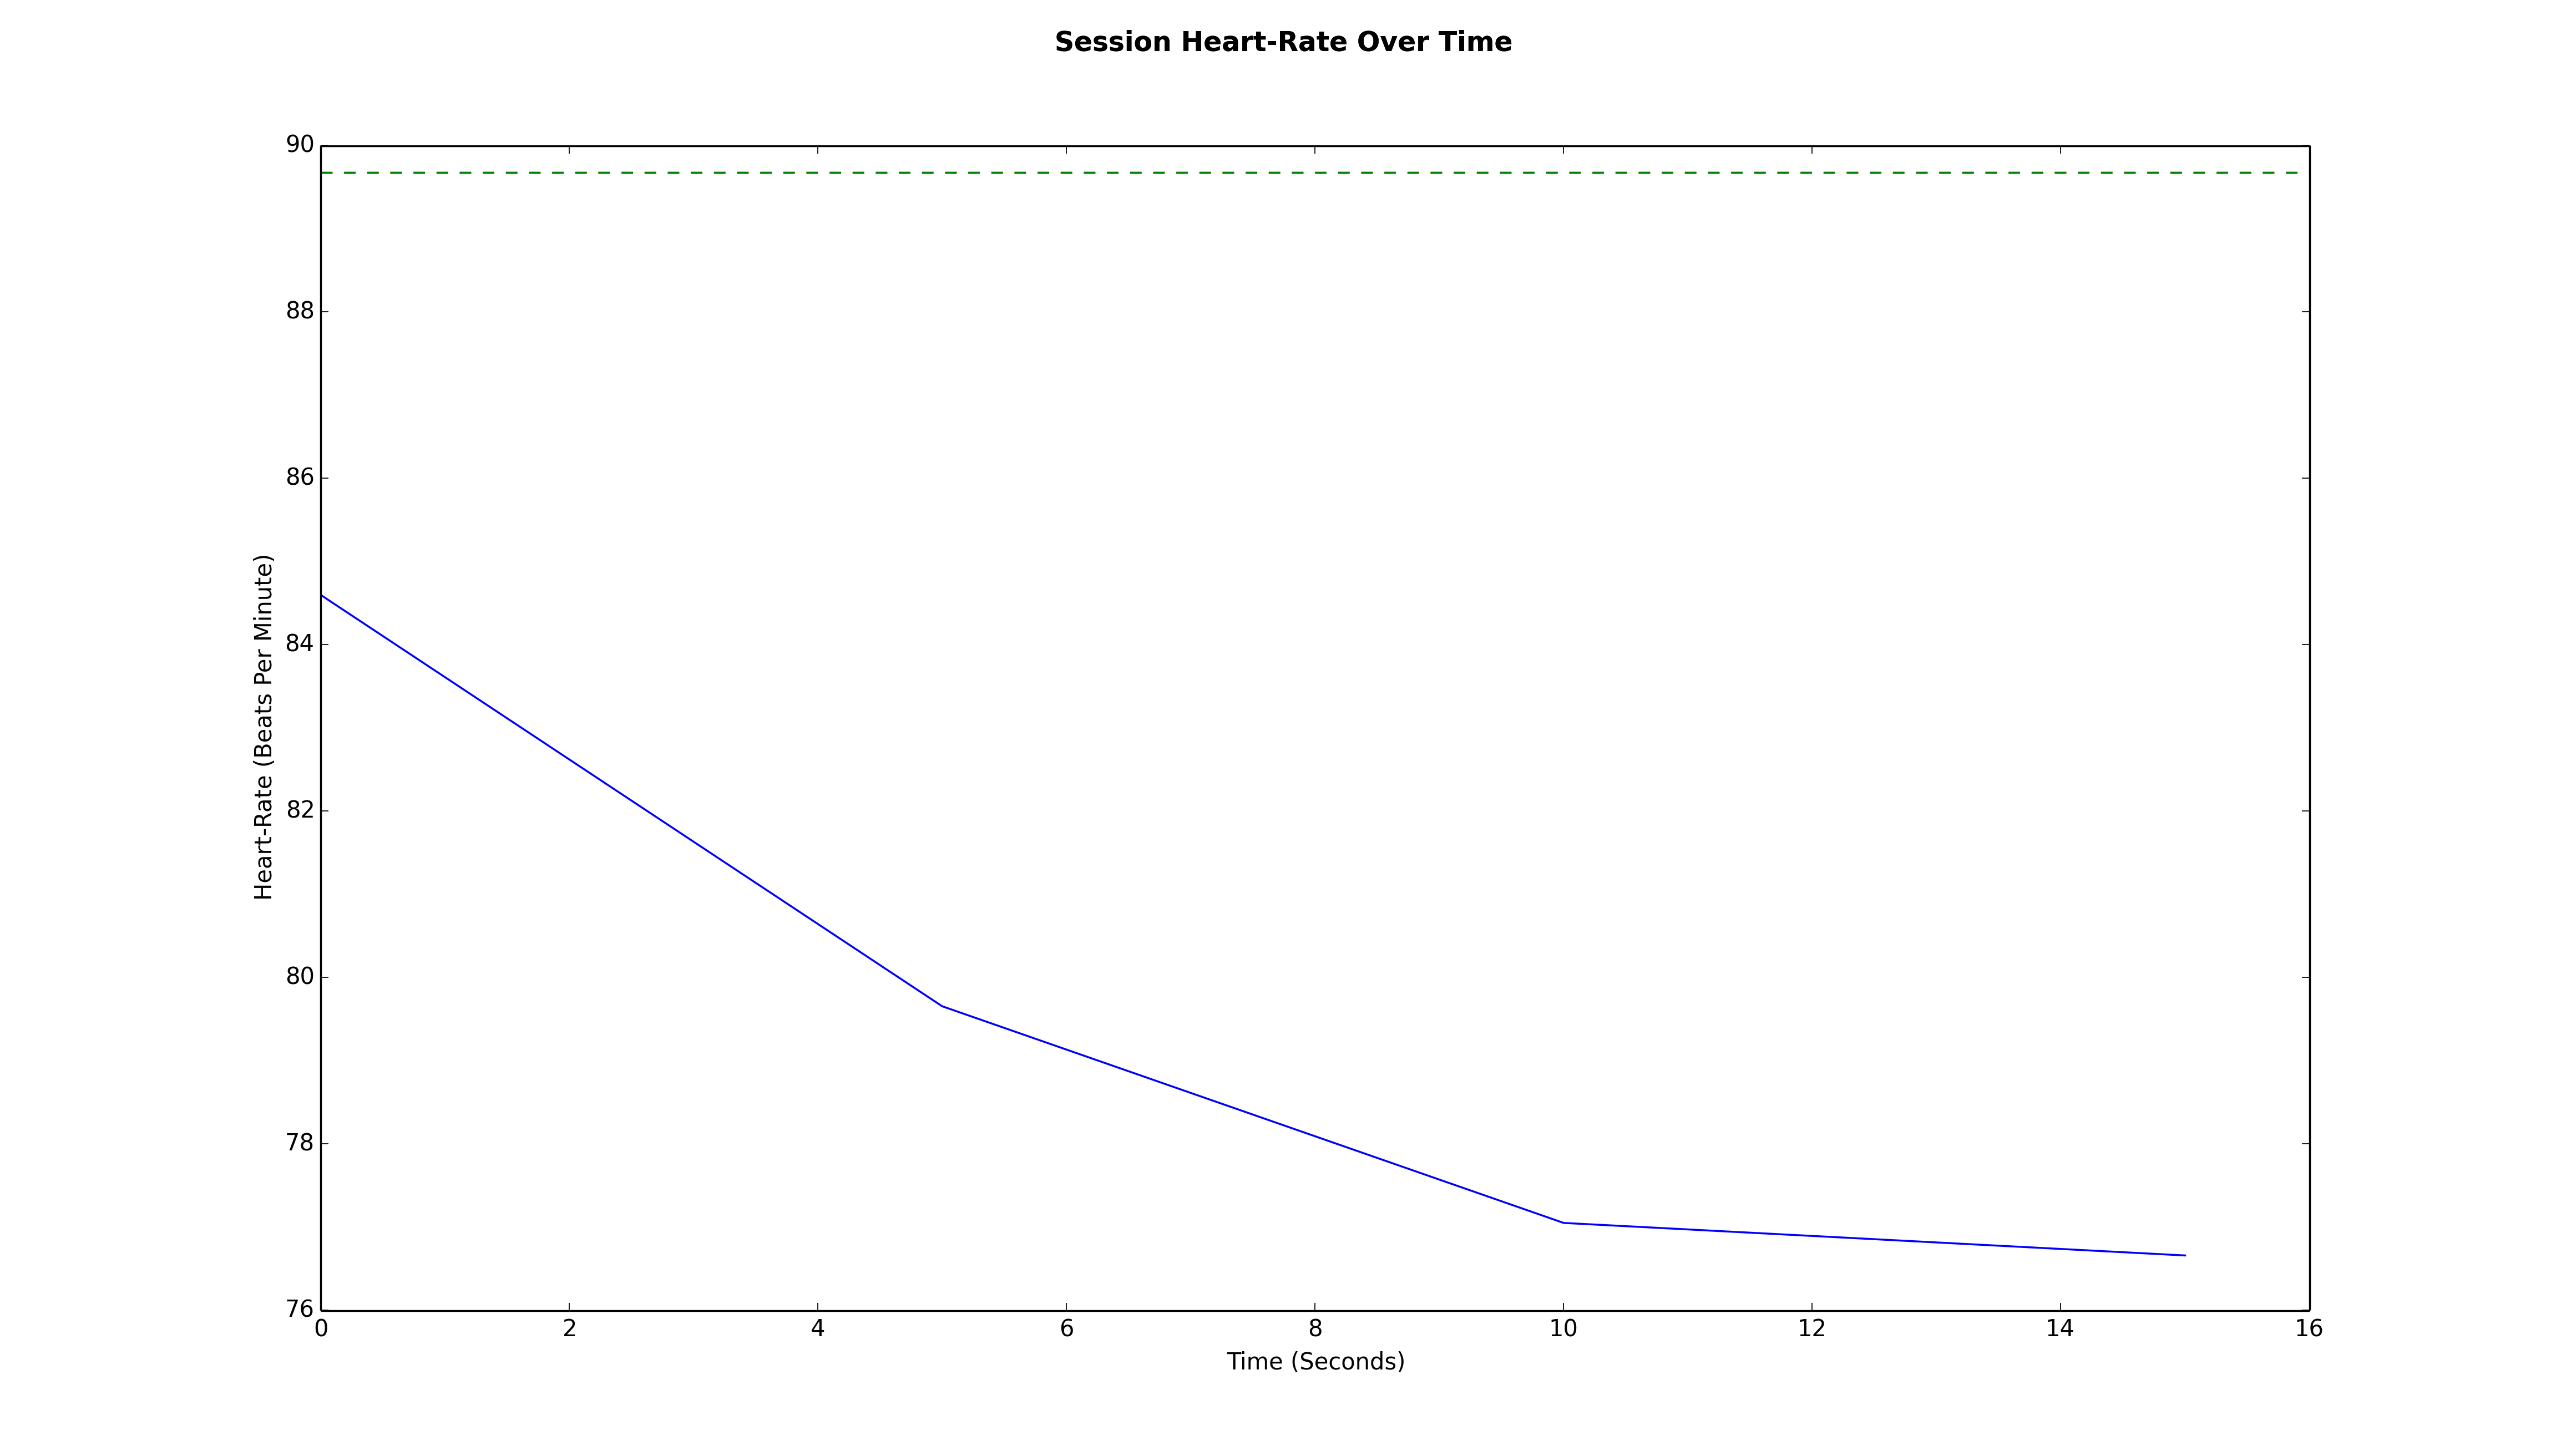 Session Heart-Rate Over Time
90
88
86
84
82
80
78
76
Heart-Rate (Beats Per Minute)
0 2 4 6 8 10 12 14 16
Time (Seconds)